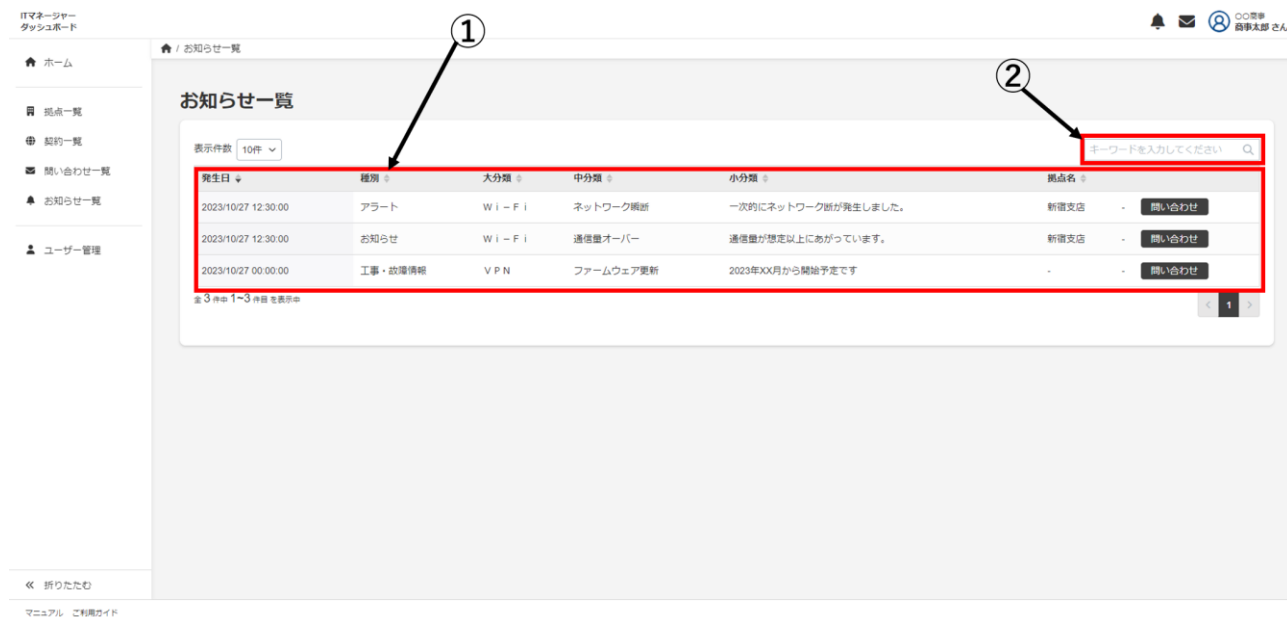 ITマネージャー
ダッシュボード
〇〇商事
商事太郎 さん
①
②
ホーム
拠点一覧
契約一覧
問い合わせ一覧
お知らせ一覧
ユーザー管理
/ お知らせ一覧
お知らせ一覧
表示件数 10件
キーワードを入力してください
発生日 種別 大分類 中分類 小分類 拠点名
2023/10/27 12:30:00 アラート Ｗｉ－Ｆｉ ネットワーク瞬断 一次的にネットワーク断が発生しました。 新宿支店 - 問い合わせ
2023/10/27 12:30:00 お知らせ Ｗｉ－Ｆｉ 通信量オーバー 通信量が想定以上にあがっています。 新宿支店 - 問い合わせ
2023/10/27 00:00:00 工事・故障情報 ＶＰＮ ファームウェア更新 2023年XX月から開始予定です - - 問い合わせ
全 3 件中 1~3 件目 を表示中
< 1 >
折りたたむ
マニュアル ご利用ガイド